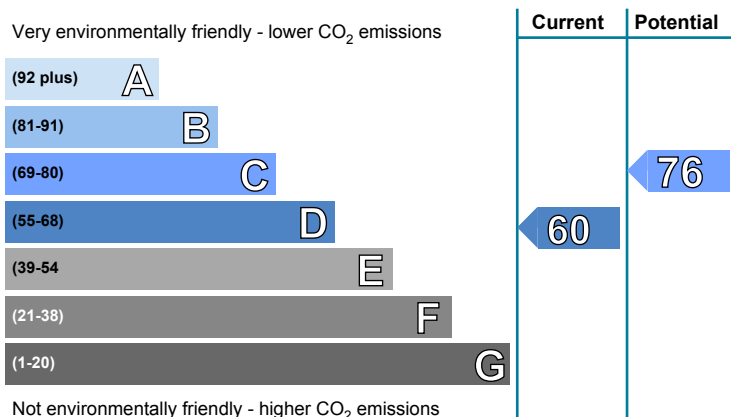 Very environmentally friendly - lower CO2 emissions
Current Potential
(92 plus) A
(81-91) B
(69-80) C
76
(55-68) D
60
(39-54 E
(21-38) F
(1-20) G
Not environmentally friendly - higher CO2 emissions